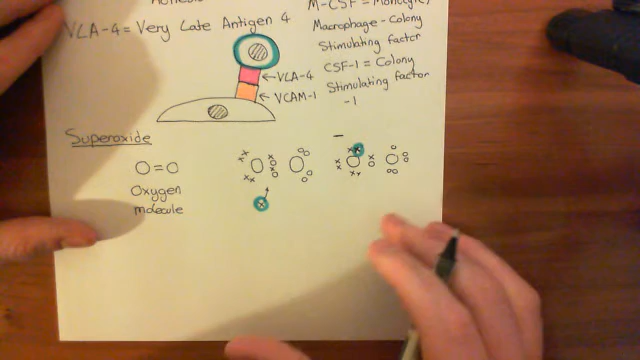 VLA-4 = Very Late Antigen 4
M-CSF = Monocyte/
Macrophage - Colony
Stimulating factor
CSF-1 = Colony
Stimulating factor
-1
VLA-4
VCAM-1
Superoxide
O=O
Oxygen
molecule